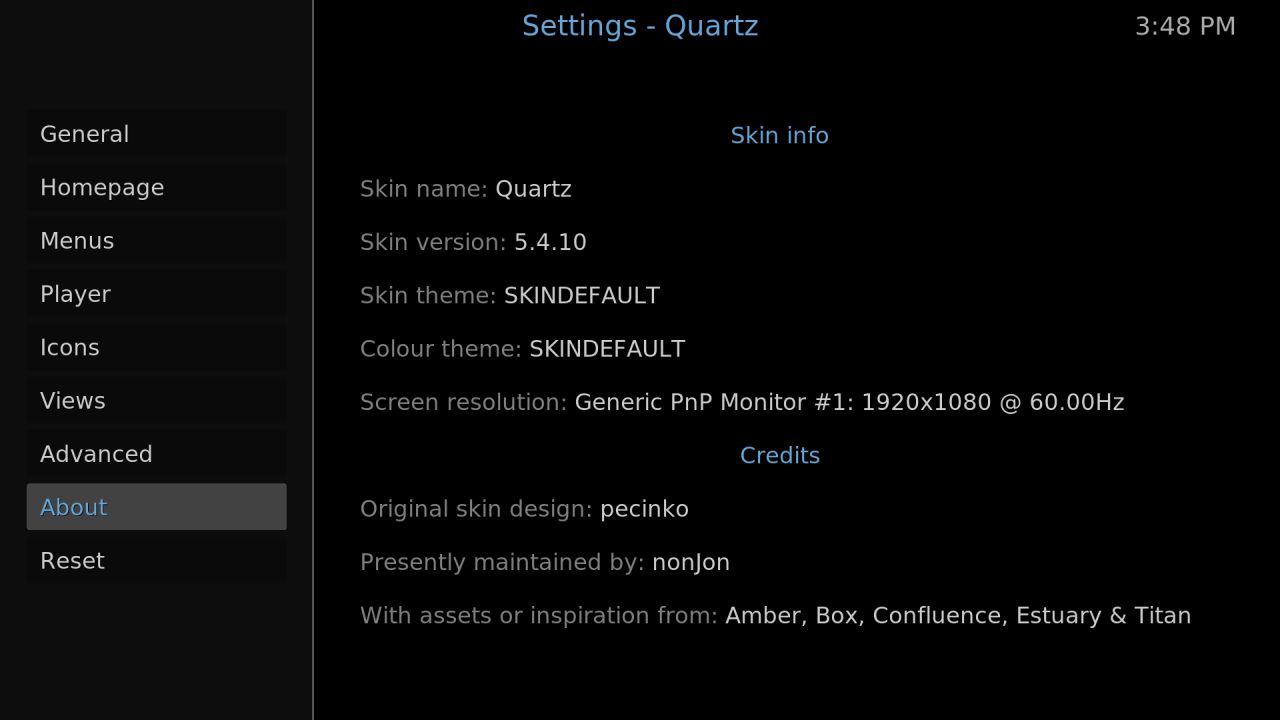 Settings - Quartz
3:48 PM
General
Homepage
Menus
Player
Icons
Views
Advanced
About
Reset
Skin info
Skin name: Quartz
Skin version: 5.4.10
Skin theme: SKINDEFAULT
Colour theme: SKINDEFAULT
Screen resolution: Generic PnP Monitor #1: 1920x1080 @ 60.00Hz
Credits
Original skin design: pecinko
Presently maintained by: nonJon
With assets or inspiration from: Amber, Box, Confluence, Estuary & Titan